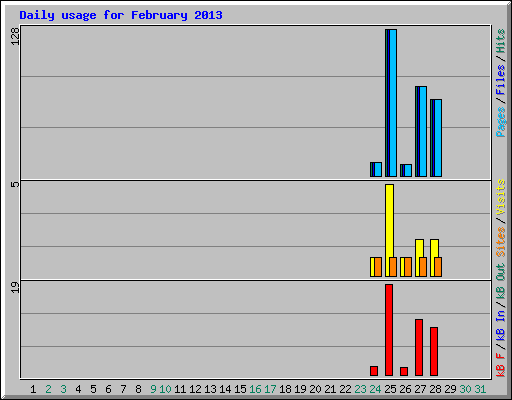 Daily usage for February 2013
128
5
19
Pages / Files / Hits
Sites / Visits
kB F / kB In / kB Out
1 2 3 4 5 6 7 8 9 10 11 12 13 14 15 16 17 18 19 20 21 22 23 24 25 26 27 28 29 30 31